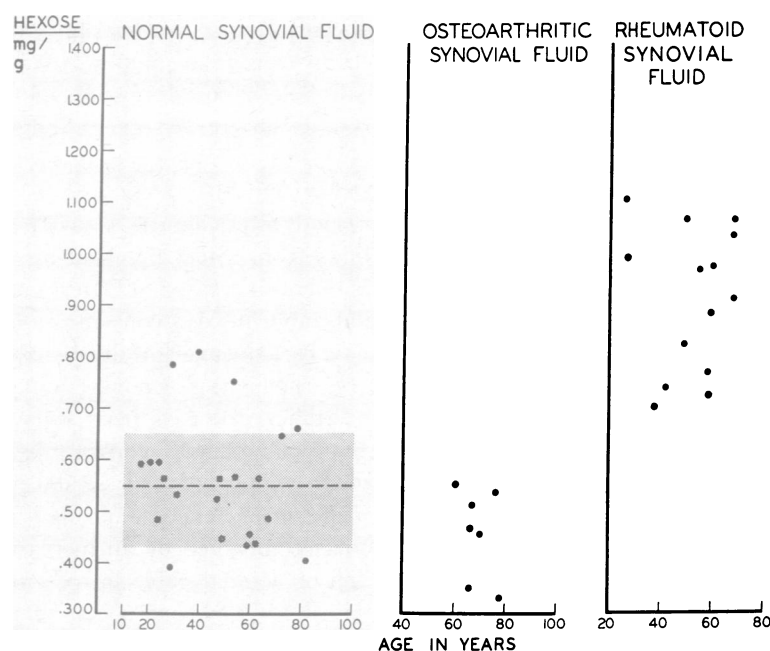 HEXOSE
mg/
g
NORMAL SYNOVIAL FLUID
OSTEOARTHRITIC
SYNOVIAL FLUID
RHEUMATOID
SYNOVIAL
FLUID
1.400
1.300
1.200
1.100
1.000
.900
.800
.700
.600
.500
.400
.300
10 20 40 60 80 100
40 60 80 100
20 40 60 80
AGE IN YEARS